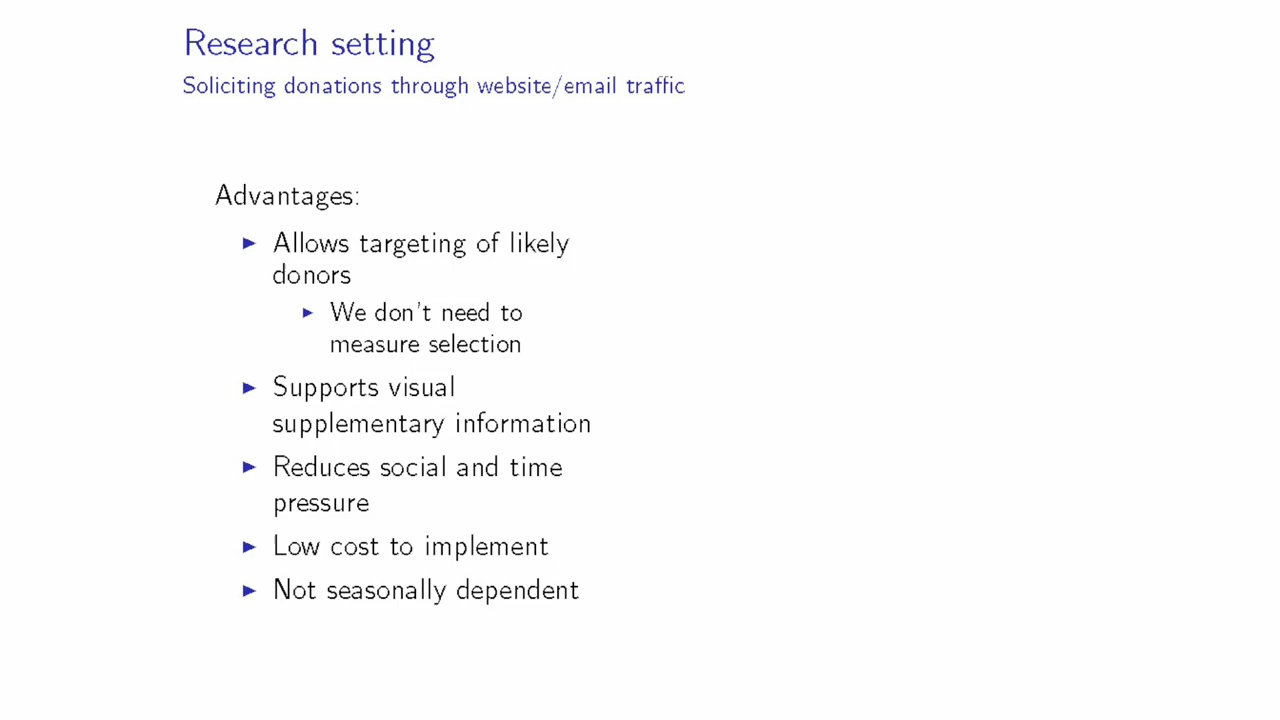 Research setting
Soliciting donations through website/email traffic
Advantages:
Allows targeting of likely
donors
We don't need to
measure selection
Supports visual
supplementary information
Reduces social and time
pressure
Low cost to implement
Not seasonally dependent